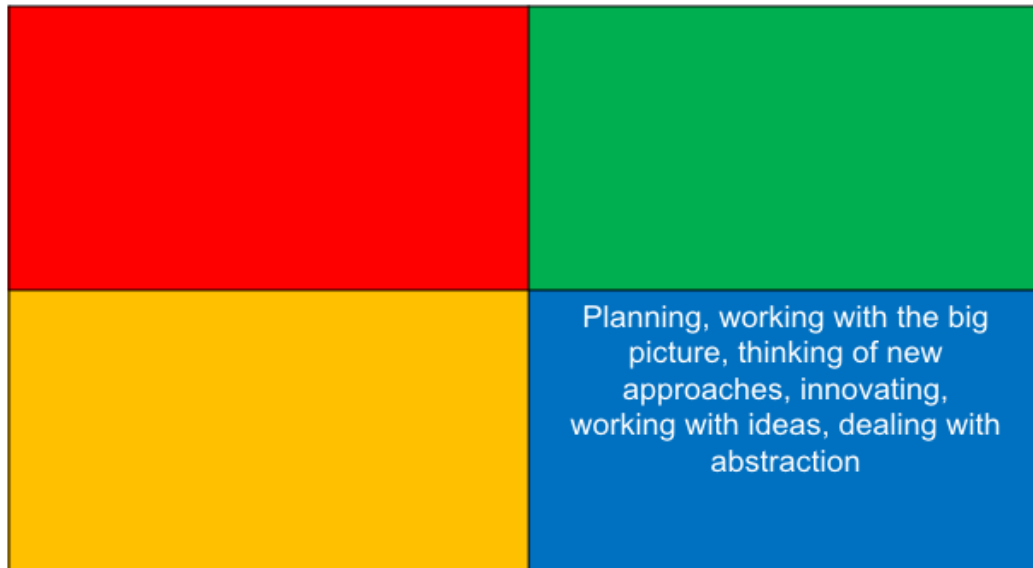 Planning, working with the big
picture, thinking of new
approaches, innovating,
working with ideas, dealing with
abstraction